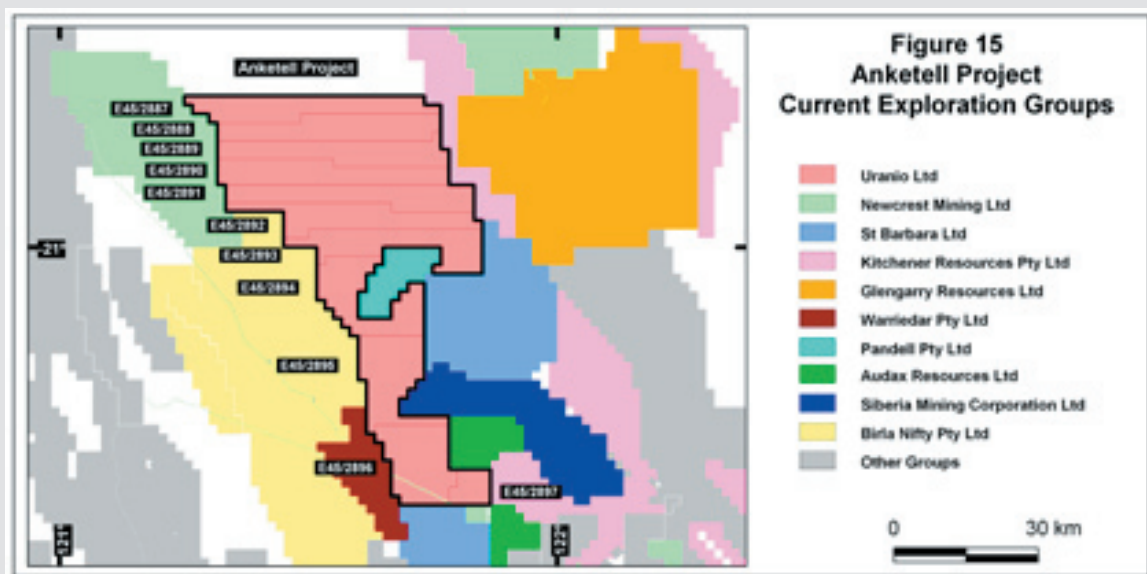 Figure 15
Anketell Project
Current Exploration Groups
Anketell Project
E45/2887
E45/2888
E45/2889
E45/2890
E45/2891
E45/2892
E45/2893
E45/2894
E45/2895
E45/2896
E45/2897
21°
121°
122°
Uranio Ltd
Newcrest Mining Ltd
St Barbara Ltd
Kitchener Resources Pty Ltd
Glengarry Resources Ltd
Warriedar Pty Ltd
Pandell Pty Ltd
Audax Resources Ltd
Siberia Mining Corporation Ltd
Birla Nifty Pty Ltd
Other Groups
0 30 km